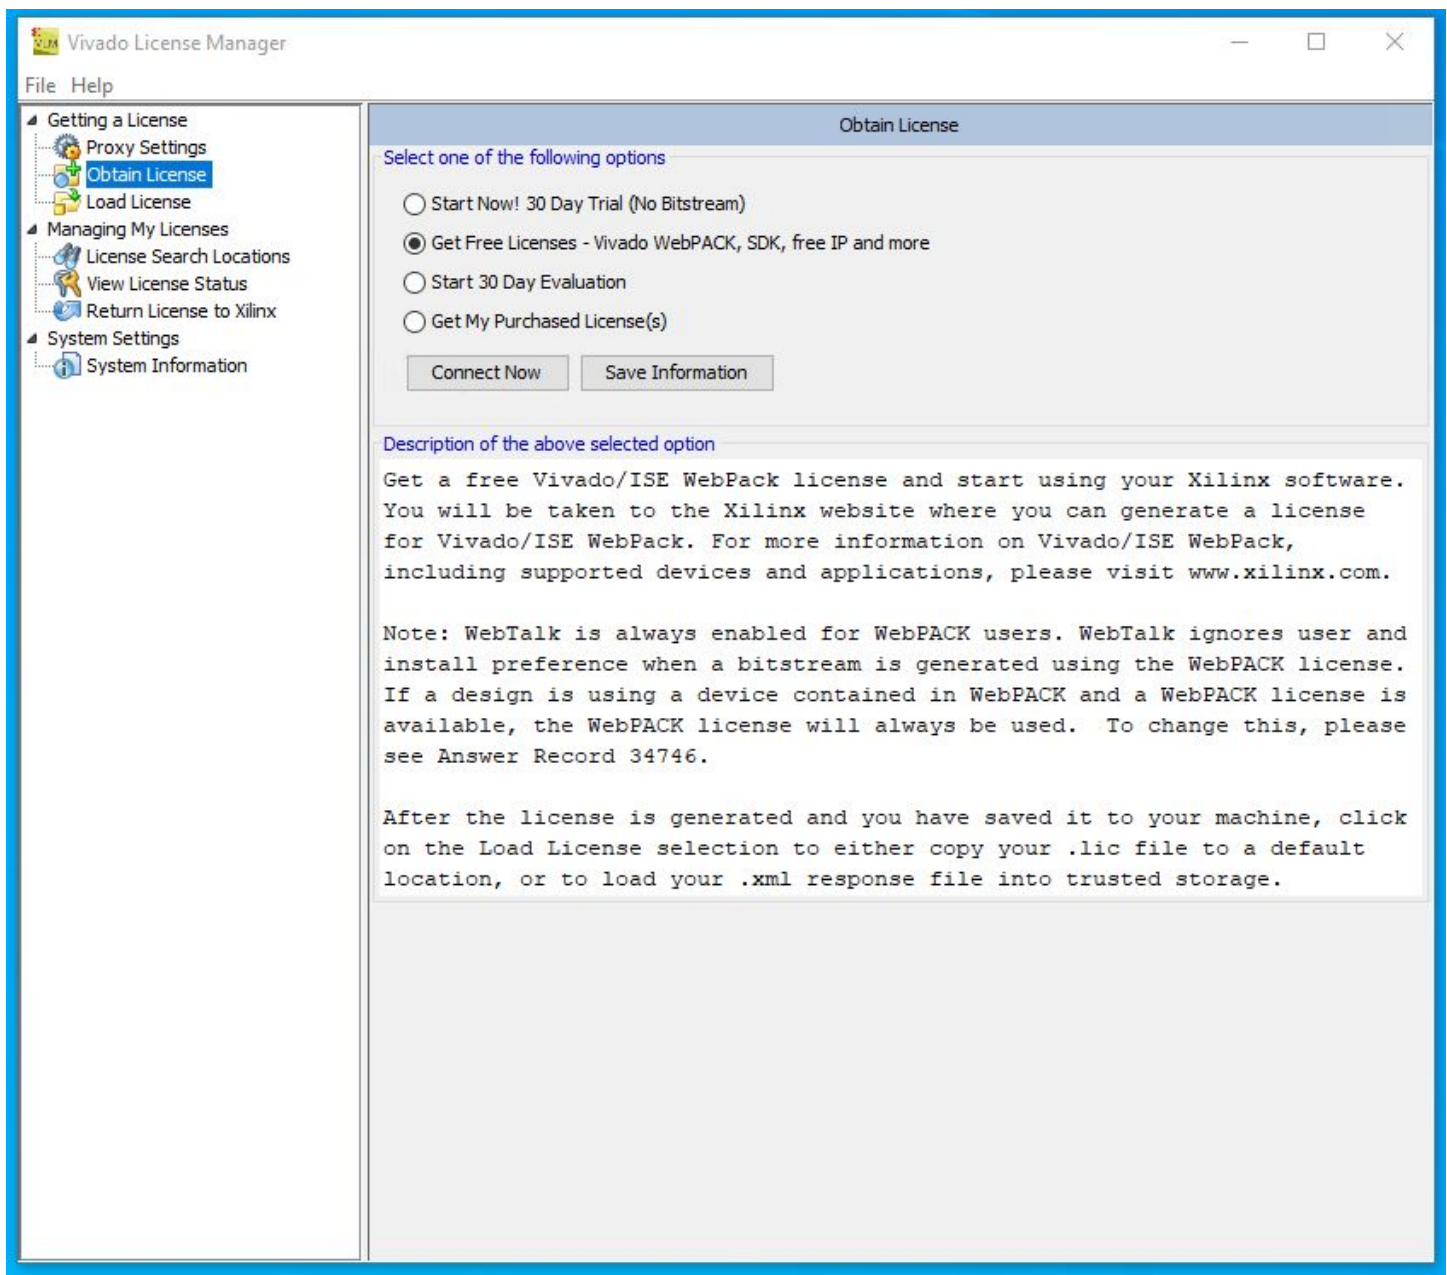 VLM Vivado License Manager
File Help
Getting a License
Proxy Settings
Obtain License
Load License
Managing My Licenses
License Search Locations
View License Status
Return License to Xilinx
System Settings
System Information
Obtain License
Select one of the following options
Start Now! 30 Day Trial (No Bitstream)
Get Free Licenses - Vivado WebPACK, SDK, free IP and more
Start 30 Day Evaluation
Get My Purchased License(s)
Connect Now Save Information
Description of the above selected option
Get a free Vivado/ISE WebPack license and start using your Xilinx software.
You will be taken to the Xilinx website where you can generate a license
for Vivado/ISE WebPack. For more information on Vivado/ISE WebPack,
including supported devices and applications, please visit www.xilinx.com.
Note: WebTalk is always enabled for WebPACK users. WebTalk ignores user and
install preference when a bitstream is generated using the WebPACK license.
If a design is using a device contained in WebPACK and a WebPACK license is
available, the WebPACK license will always be used.  To change this, please
see Answer Record 34746.
After the license is generated and you have saved it to your machine, click
on the Load License selection to either copy your .lic file to a default
location, or to load your .xml response file into trusted storage.